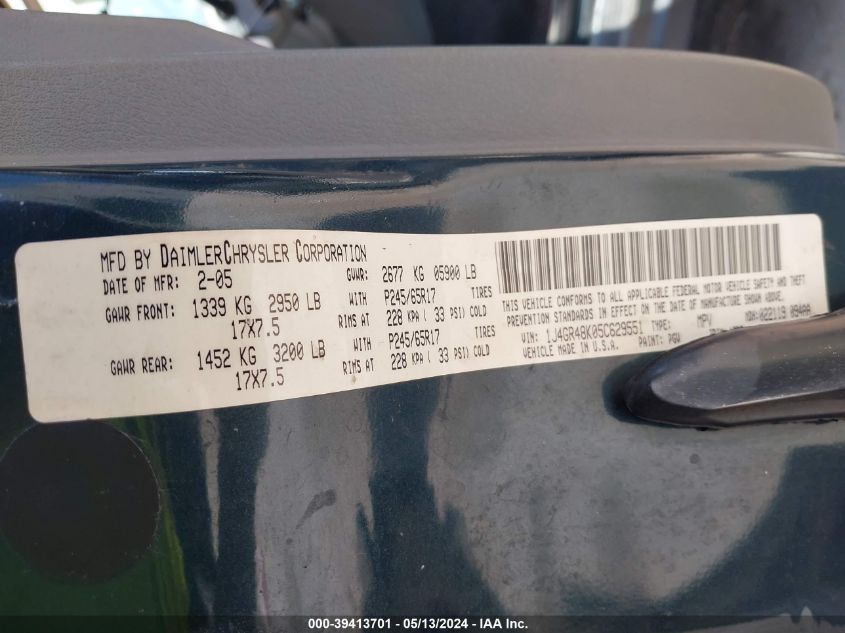 MFD BY DAIMLERCHRYSLER CORPORATION
DATE OF MFR: 2-05 GVWR: 2677 KG 05900 LB
GAWR FRONT: 1339 KG 2950 LB WITH P245/65R17 TIRES
17X7.5 RIMS AT 228 KPA ( 33 PSI) COLD
GAWR REAR: 1452 KG 3200 LB WITH P245/65R17 TIRES
17X7.5 RIMS AT 228 KPA ( 33 PSI) COLD
THIS VEHICLE CONFORMS TO ALL APPLICABLE FEDERAL MOTOR VEHICLE SAFETY AND THEFT
PREVENTION STANDARDS IN EFFECT ON THE DATE OF MANUFACTURE SHOWN ABOVE.
VIN: 1J4GR48K05C629551 TYPE: MPV MDH: 022119 094AA
VEHICLE MADE IN U.S.A. PAINT: PGV
000-39413701 - 05/13/2024 - IAA Inc.